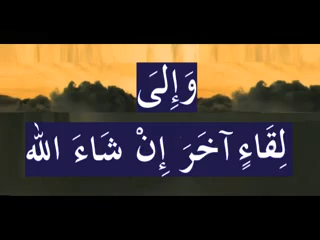 وَإِلَىَ
لِقَاءٍ آخَرَ إِنْ شَاءَ الله